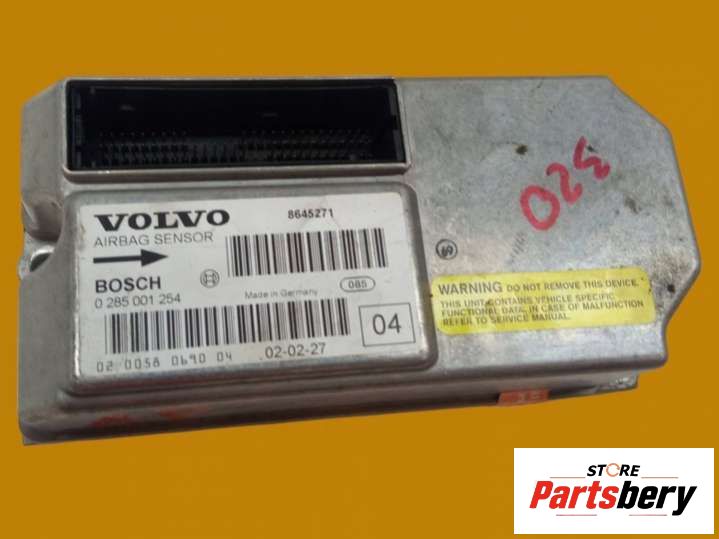 VOLVO
8645271
AIRBAG SENSOR
BOSCH
0 285 001 254
Made in Germany
085
04
02 0058 0690 04
02-02-27
320
WARNING DO NOT REMOVE THIS DEVICE.
THIS UNIT CONTAINS VEHICLE SPECIFIC
FUNCTIONAL DATA, IN CASE OF MALFUNCTION
REFER TO SERVICE MANUAL.
STORE
Partsbery